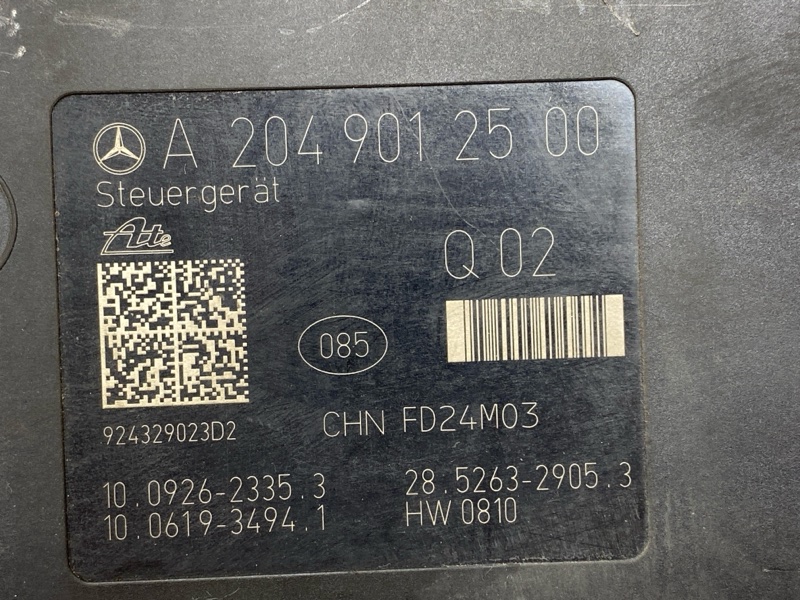 A 204 901 25 00
Steuergerät
Ate
Q 02
085
924329023D2
CHN FD24M03
10.0926-2335.3
28.5263-2905.3
10.0619-3494.1
HW 0810